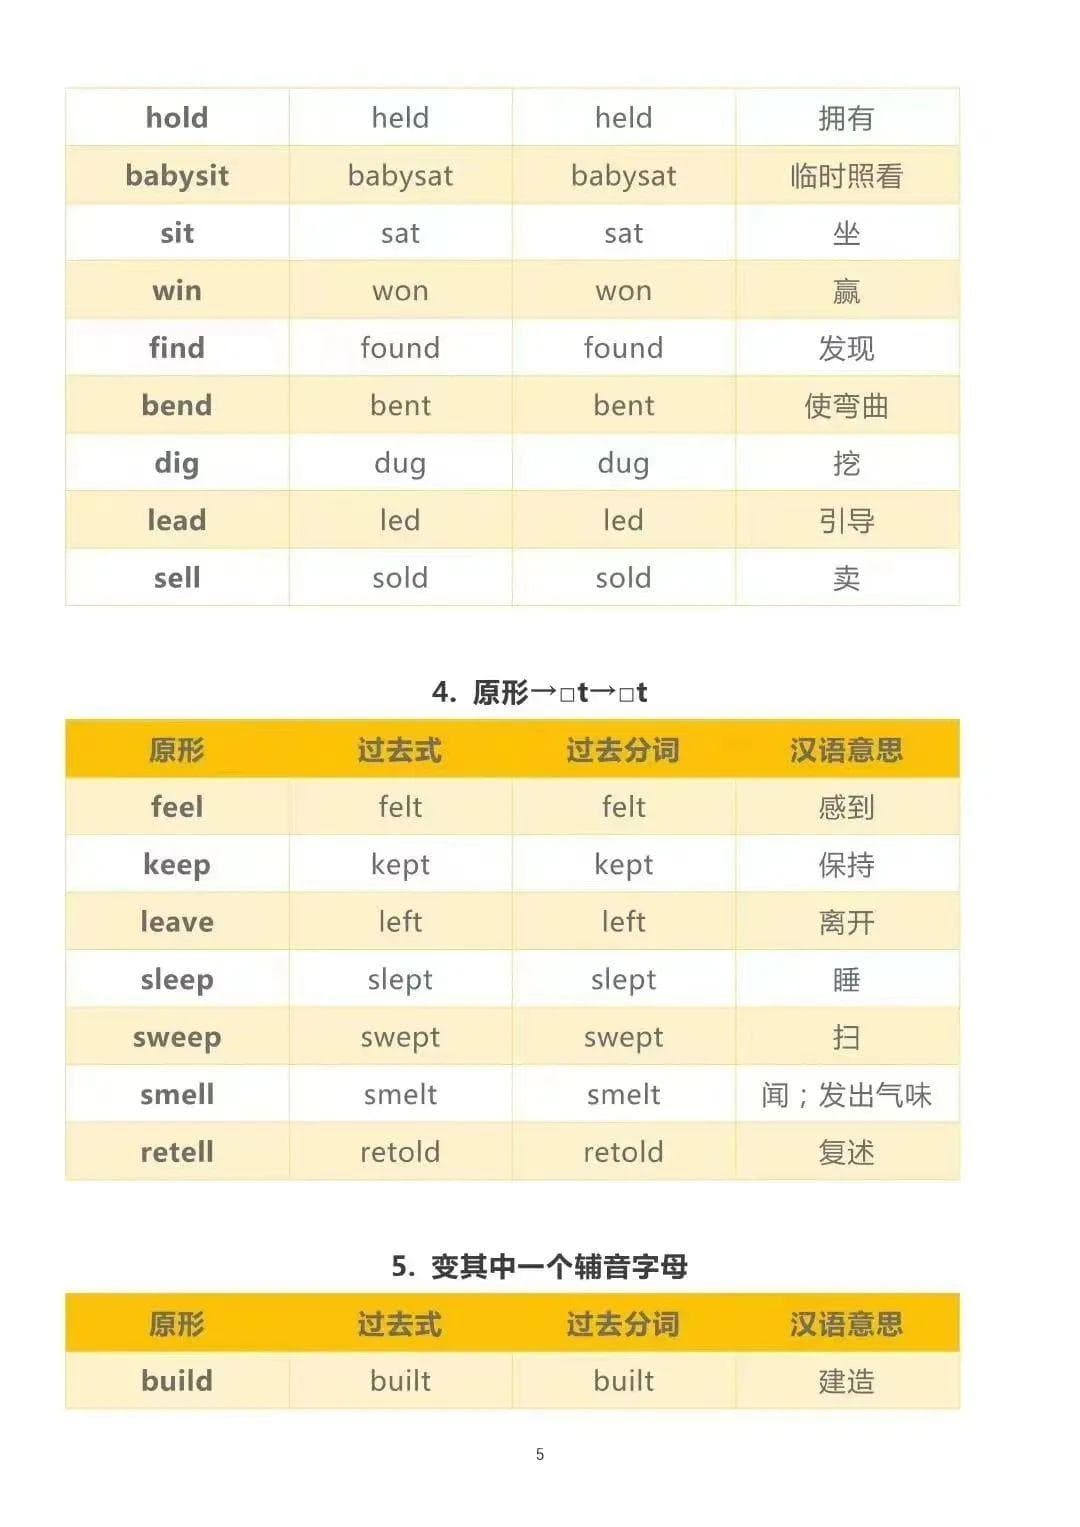 hold held held 拥有
babysit babysat babysat 临时照看
sit sat sat 坐
win won won 赢
find found found 发现
bend bent bent 使弯曲
dig dug dug 挖
lead led led 引导
sell sold sold 卖
4. 原形→□t→□t
原形 过去式 过去分词 汉语意思
feel felt felt 感到
keep kept kept 保持
leave left left 离开
sleep slept slept 睡
sweep swept swept 扫
smell smelt smelt 闻；发出气味
retell retold retold 复述
5. 变其中一个辅音字母
原形 过去式 过去分词 汉语意思
build built built 建造
5